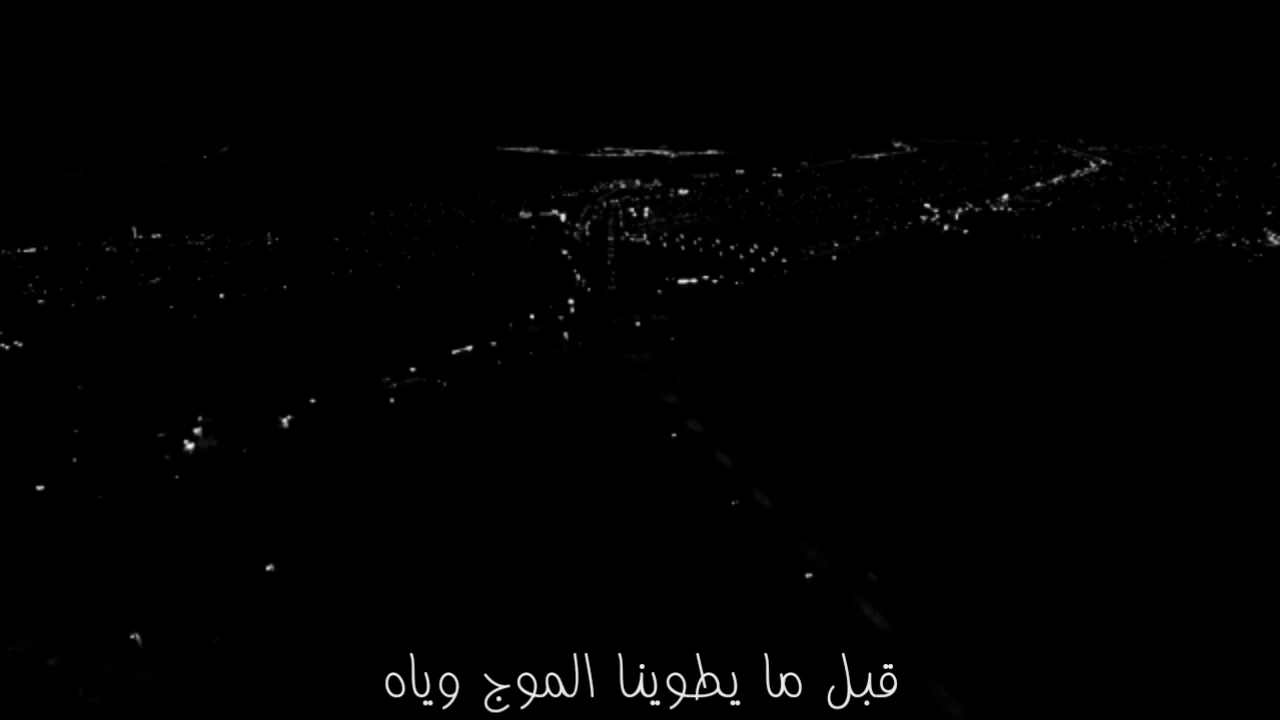 قبل ما يطوينا الموج وياه